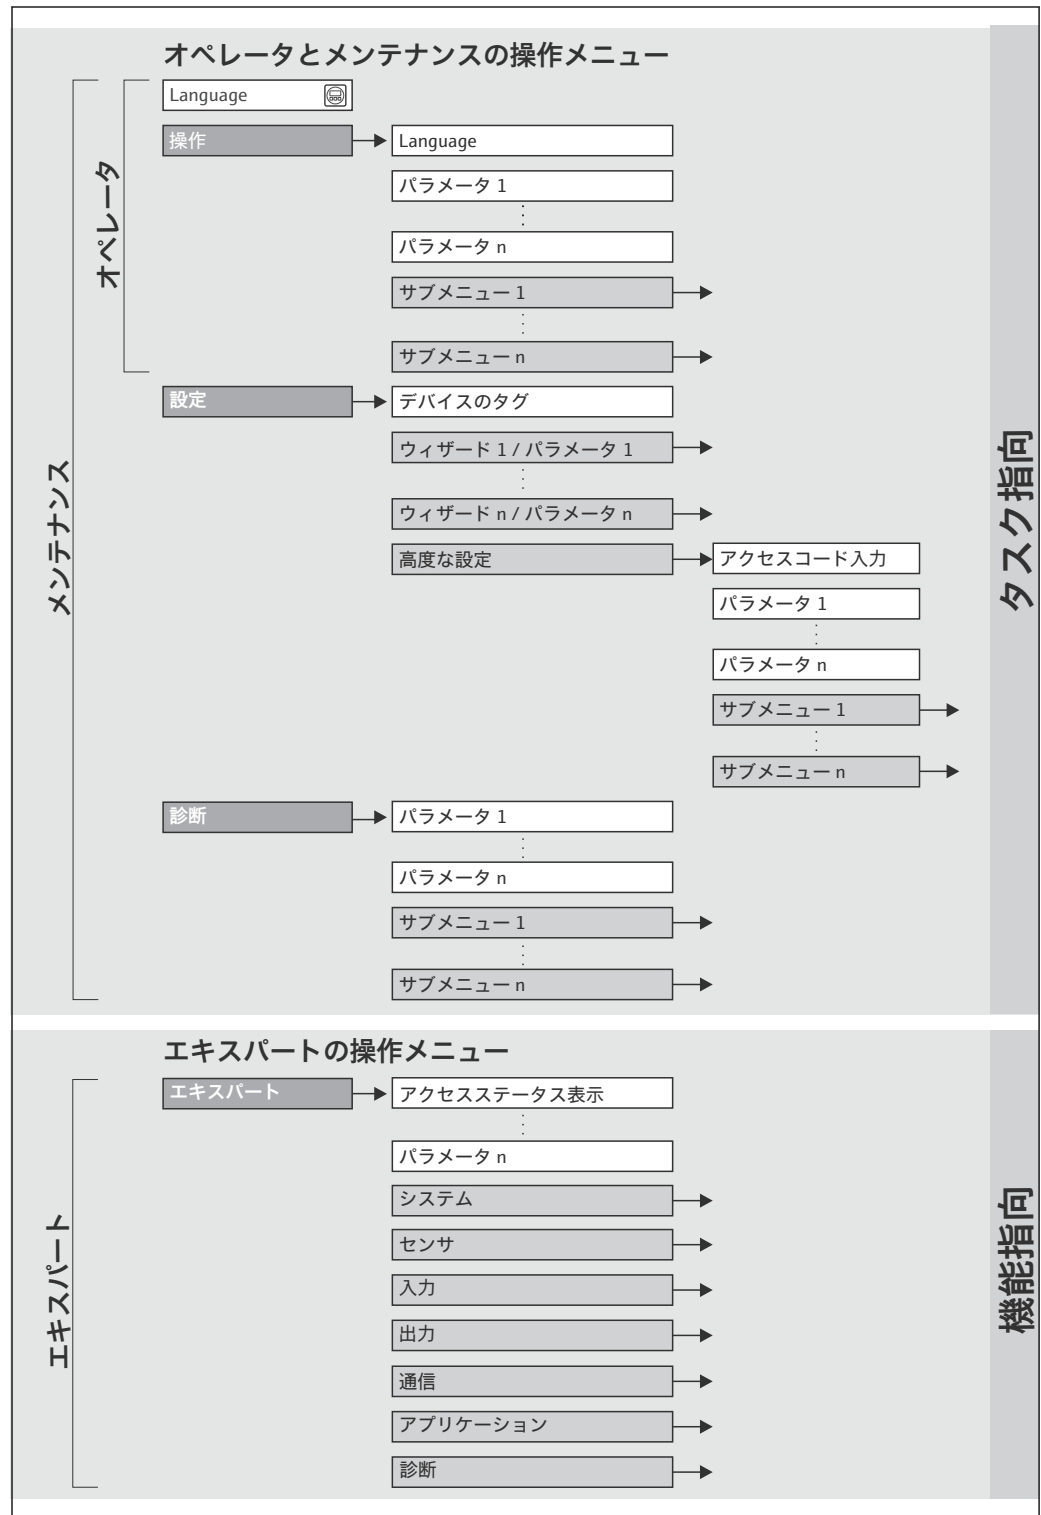 オペレータとメンテナンスの操作メニュー
Language
操作
Language
パラメータ 1
パラメータ n
サブメニュー 1
サブメニュー n
オペレータ
設定
デバイスのタグ
ウィザード 1 / パラメータ 1
ウィザード n / パラメータ n
高度な設定
アクセスコード入力
パラメータ 1
パラメータ n
サブメニュー 1
サブメニュー n
メンテナンス
タスク指向
診断
パラメータ 1
パラメータ n
サブメニュー 1
サブメニュー n
エキスパートの操作メニュー
エキスパート
アクセスステータス表示
パラメータ n
システム
センサ
入力
出力
通信
アプリケーション
診断
エキスパート
機能指向